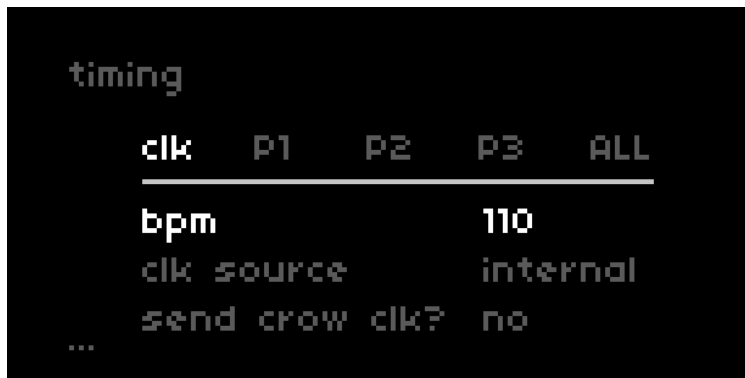 timing
clk P1 P2 P3 ALL
bpm 110
clk source internal
send crow clk? no
...